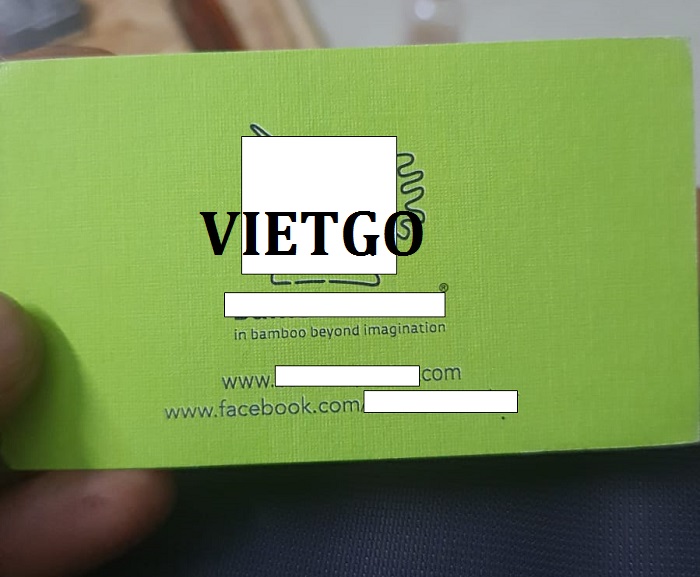 VIETGO
®
in bamboo beyond imagination
www. com
www.facebook.com/